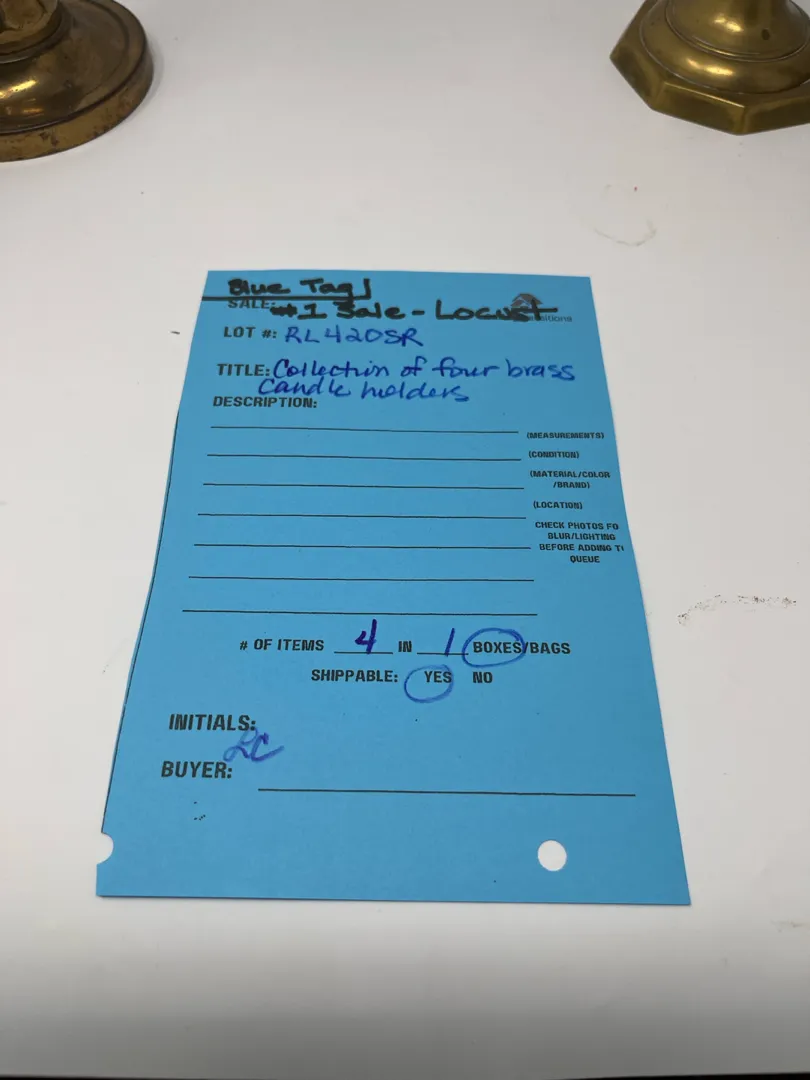 Blue Tag
SALE: #1 Sale - Locust
LOT #: RL420SR
TITLE: Collection of four brass
candle holders
DESCRIPTION:
(MEASUREMENTS)
(CONDITION)
(MATERIAL/COLOR
/BRAND)
(LOCATION)
CHECK PHOTOS FO
BLUR/LIGHTING
BEFORE ADDING T
QUEUE
# OF ITEMS 4 IN 1 BOXES/BAGS
SHIPPABLE: YES NO
INITIALS:
LC
BUYER: